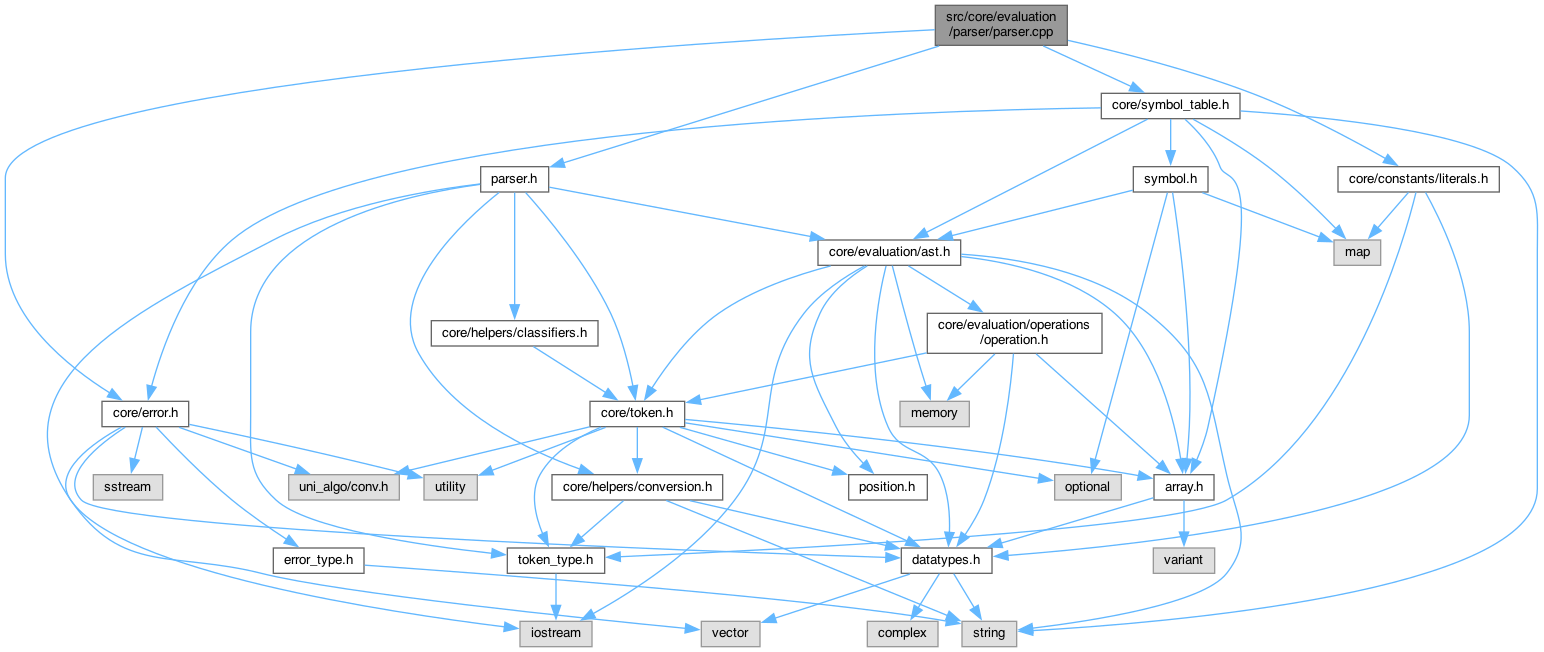 src/core/evaluation
/parser/parser.cpp
core/symbol_table.h
parser.h
symbol.h
core/constants/literals.h
core/evaluation/ast.h
map
core/helpers/classifiers.h
core/evaluation/operations
/operation.h
core/error.h
core/token.h
memory
sstream
uni_algo/conv.h
utility
core/helpers/conversion.h
position.h
optional
array.h
error_type.h
token_type.h
datatypes.h
variant
iostream
vector
complex
string